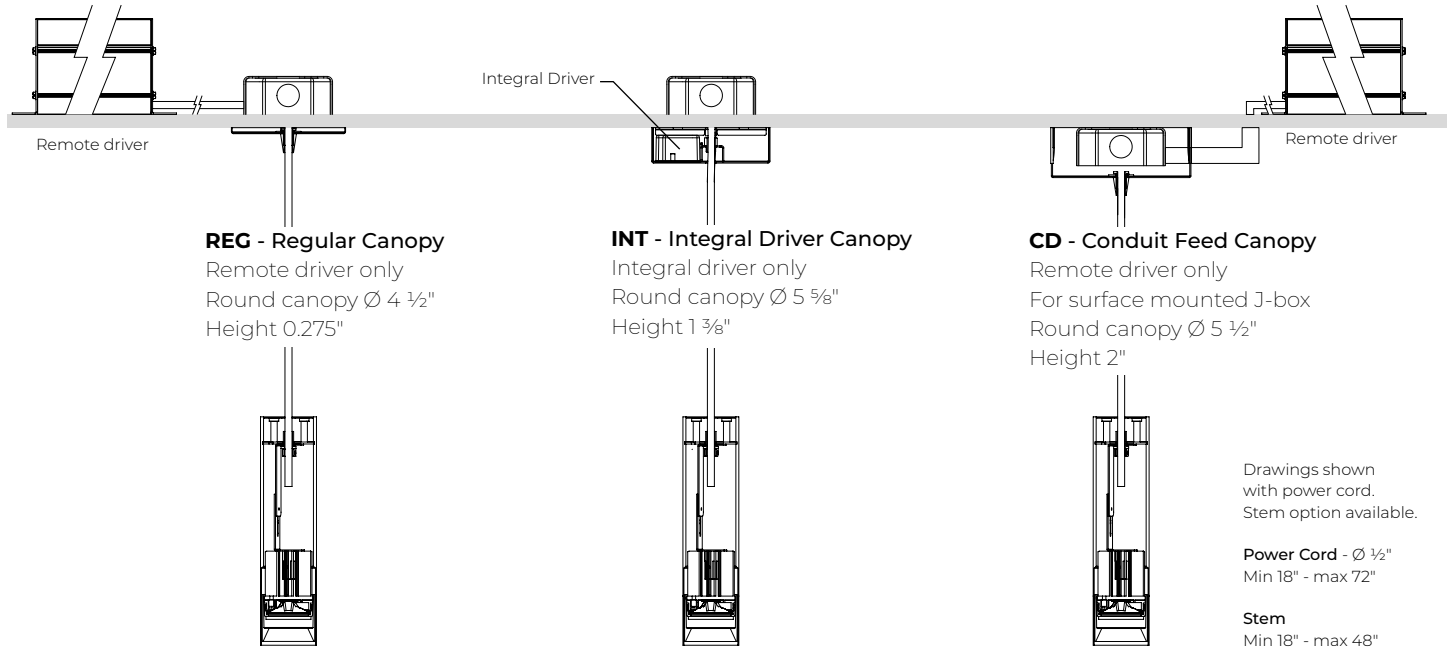 Integral Driver
Remote driver
Remote driver
REG - Regular Canopy
Remote driver only
Round canopy Ø 4 ½"
Height 0.275"
INT - Integral Driver Canopy
Integral driver only
Round canopy Ø 5 ⅝"
Height 1 ⅜"
CD - Conduit Feed Canopy
Remote driver only
For surface mounted J-box
Round canopy Ø 5 ½"
Height 2"
Drawings shown
with power cord.
Stem option available.
Power Cord - Ø ½"
Min 18" - max 72"
Stem
Min 18" - max 48"